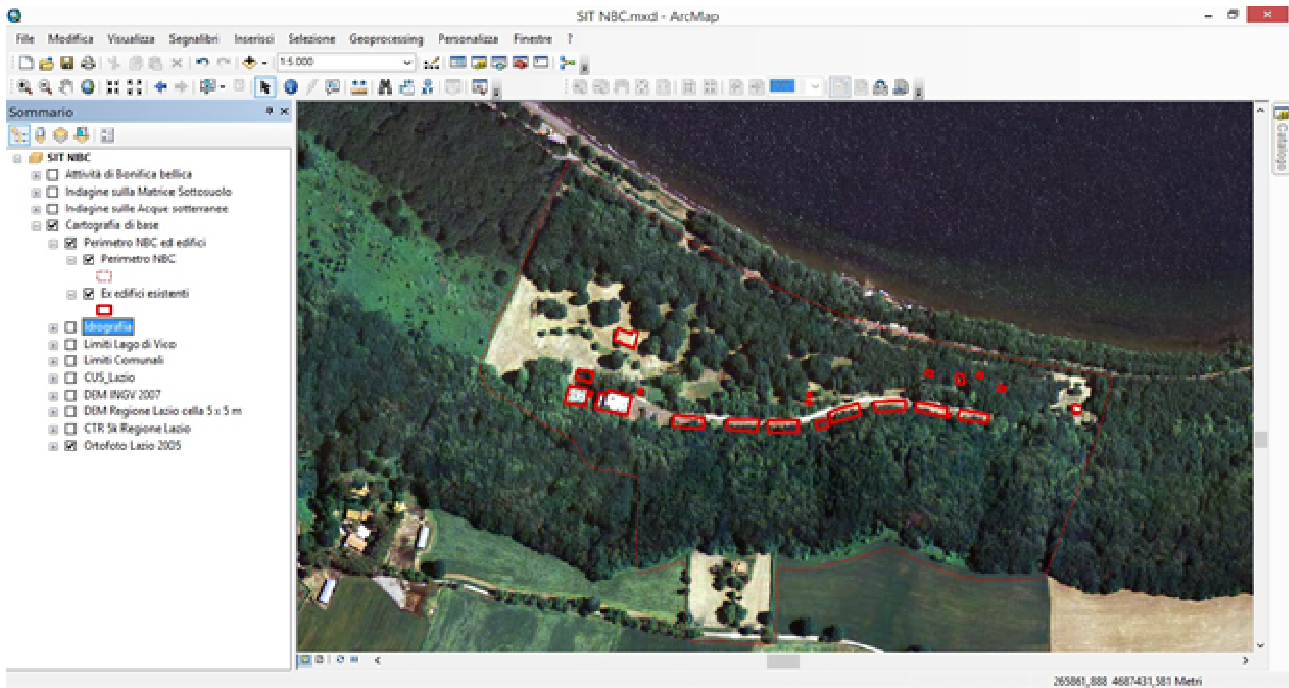 SIT NBC.mxd - ArcMap
File Modifica Visualizza Segnalibri Inserisci Selezione Geoprocessing Personalizza Finestre ?
1:5.000
Sommario
SIT NBC
Attività di Bonifica bellica
Indagine sulla Matrice Sottosuolo
Indagine sulle Acque sotterranee
Cartografia di base
Perimetro NBC ed edifici
Perimetro NBC
Ex edifici esistenti
Idrografia
Limiti Lago di Vico
Limiti Comunali
CUS_Lazio
DEM INGV 2007
DEM Regione Lazio cella 5 x 5 m
CTR 5k Regione Lazio
Ortofoto Lazio 2005
Catalogo
265861,888 4687431,581 Metri